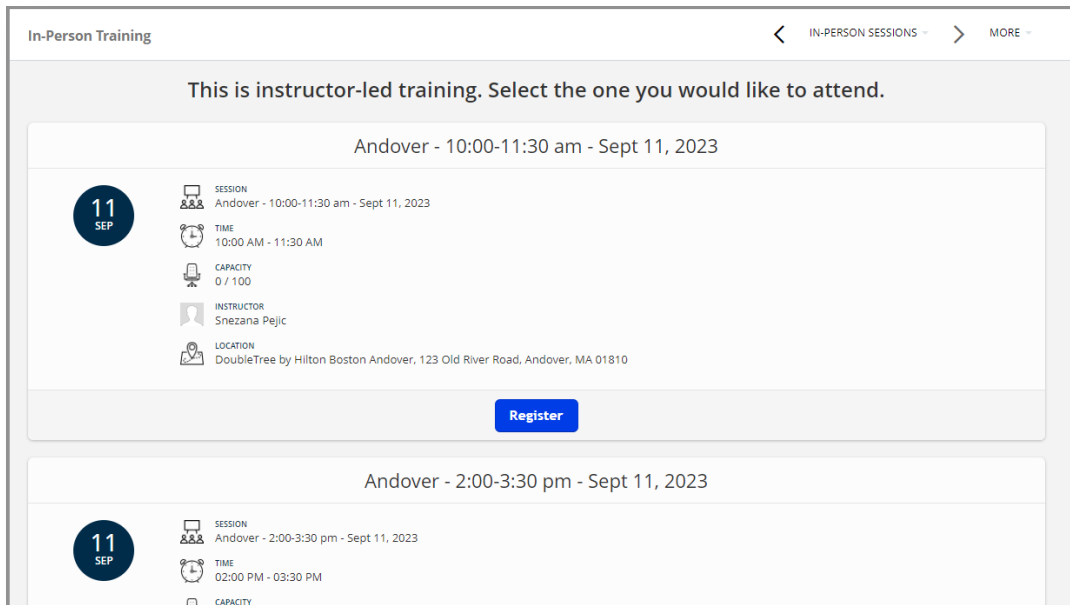 In-Person Training
IN-PERSON SESSIONS
MORE
This is instructor-led training. Select the one you would like to attend.
Andover - 10:00-11:30 am - Sept 11, 2023
11
SEP
SESSION
Andover - 10:00-11:30 am - Sept 11, 2023
TIME
10:00 AM - 11:30 AM
CAPACITY
0 / 100
INSTRUCTOR
Snezana Pejic
LOCATION
DoubleTree by Hilton Boston Andover, 123 Old River Road, Andover, MA 01810
Register
Andover - 2:00-3:30 pm - Sept 11, 2023
11
SEP
SESSION
Andover - 2:00-3:30 pm - Sept 11, 2023
TIME
02:00 PM - 03:30 PM
CAPACITY